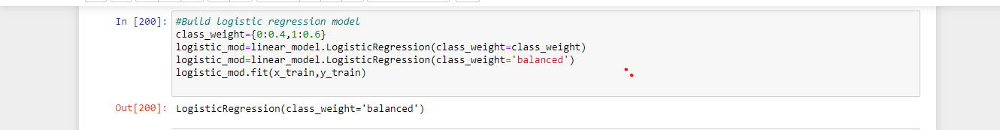 In [200]:
#Build Logistic regression model
class_weight={0:0.4,1:0.6}
logistic_mod=linear_model.LogisticRegression(class_weight=class_weight)
logistic_mod=linear_model.LogisticRegression(class_weight='balanced')
logistic_mod.fit(x_train,y_train)
Out[200]: LogisticRegression(class_weight='balanced')